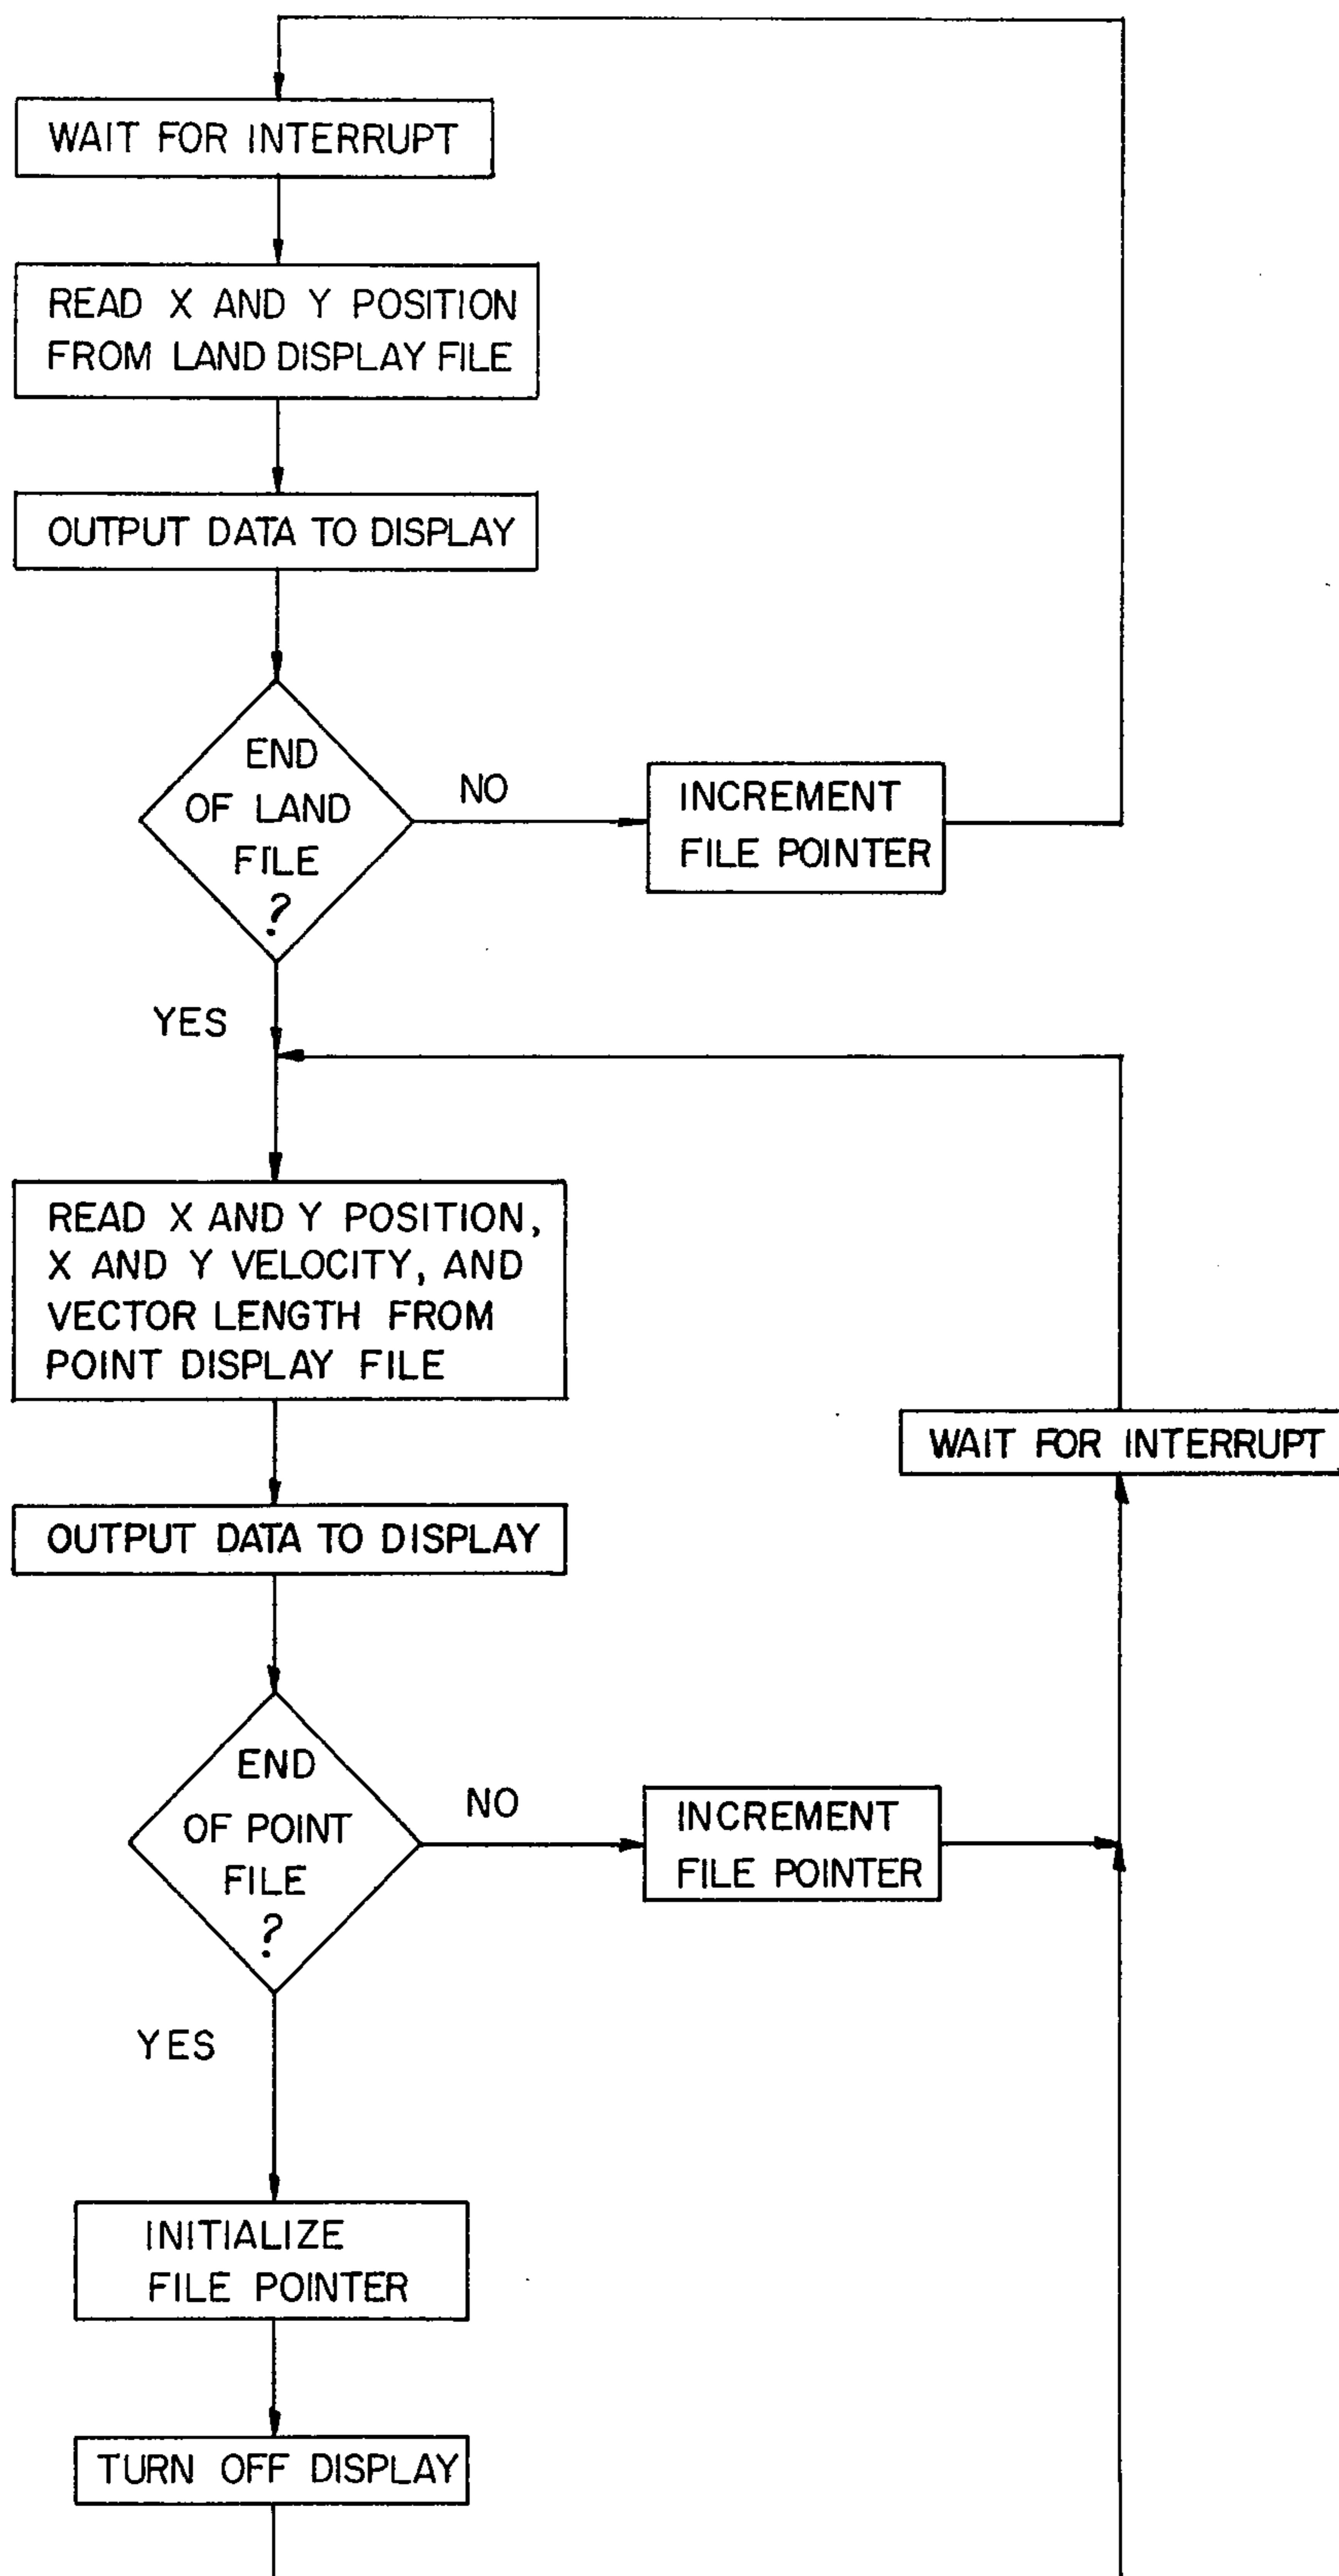 WAIT FOR INTERRUPT
READ X AND Y POSITION
FROM LAND DISPLAY FILE
OUTPUT DATA TO DISPLAY
END
OF LAND
FILE
?
NO
INCREMENT
FILE POINTER
YES
READ X AND Y POSITION,
X AND Y VELOCITY, AND
VECTOR LENGTH FROM
POINT DISPLAY FILE
WAIT FOR INTERRUPT
OUTPUT DATA TO DISPLAY
END
OF POINT
FILE
?
NO
INCREMENT
FILE POINTER
YES
INITIALIZE
FILE POINTER
TURN OFF DISPLAY